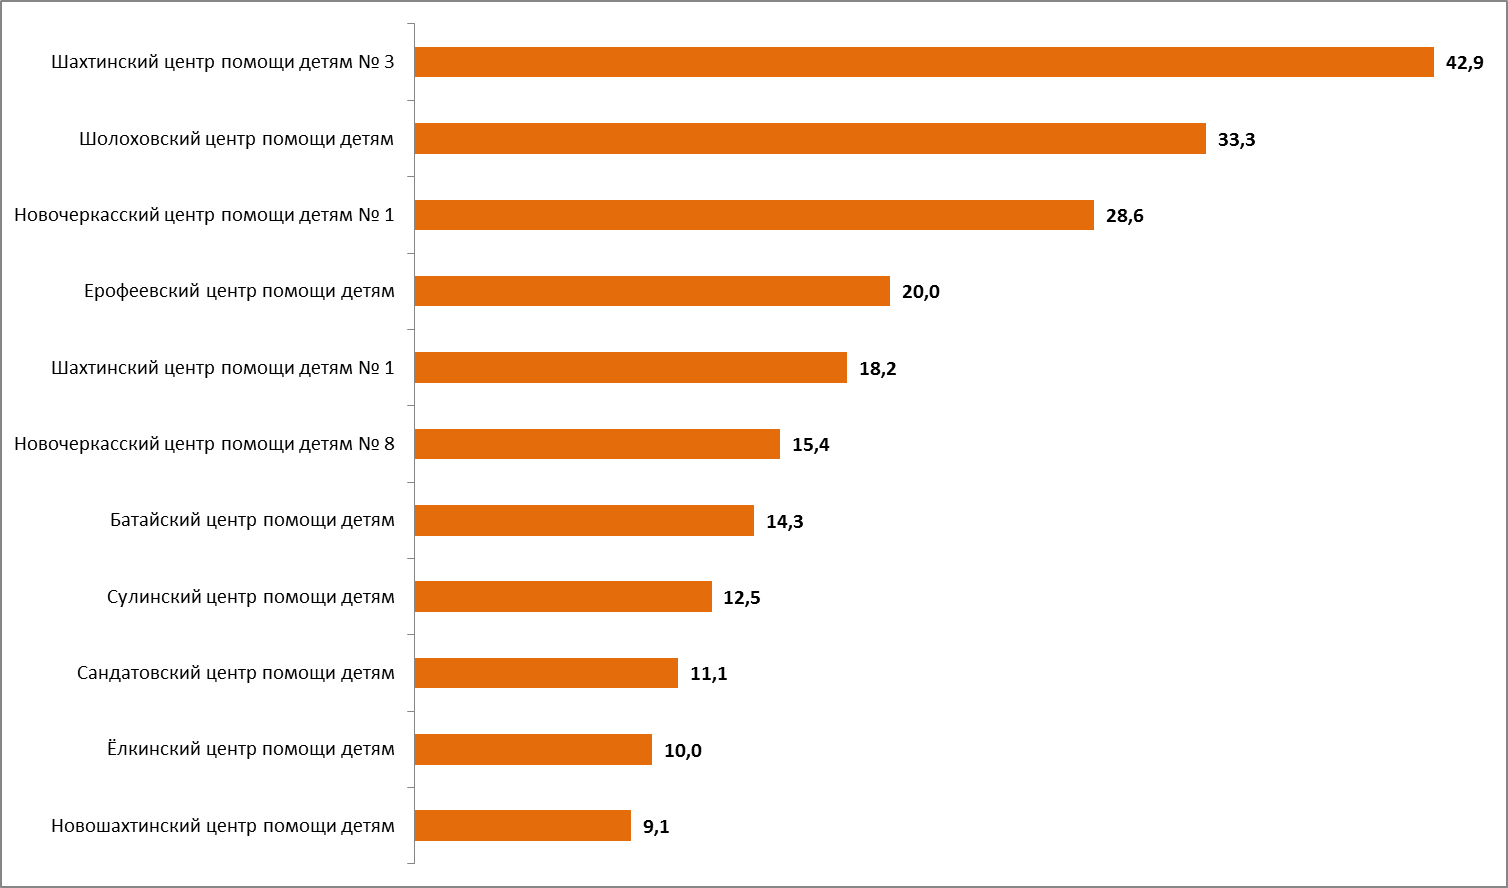 Шахтинский центр помощи детям № 3 42,9
Шолоховский центр помощи детям 33,3
Новочеркасский центр помощи детям № 1 28,6
Ерофеевский центр помощи детям 20,0
Шахтинский центр помощи детям № 1 18,2
Новочеркасский центр помощи детям № 8 15,4
Батайский центр помощи детям 14,3
Сулинский центр помощи детям 12,5
Сандатовский центр помощи детям 11,1
Ёлкинский центр помощи детям 10,0
Новошахтинский центр помощи детям 9,1